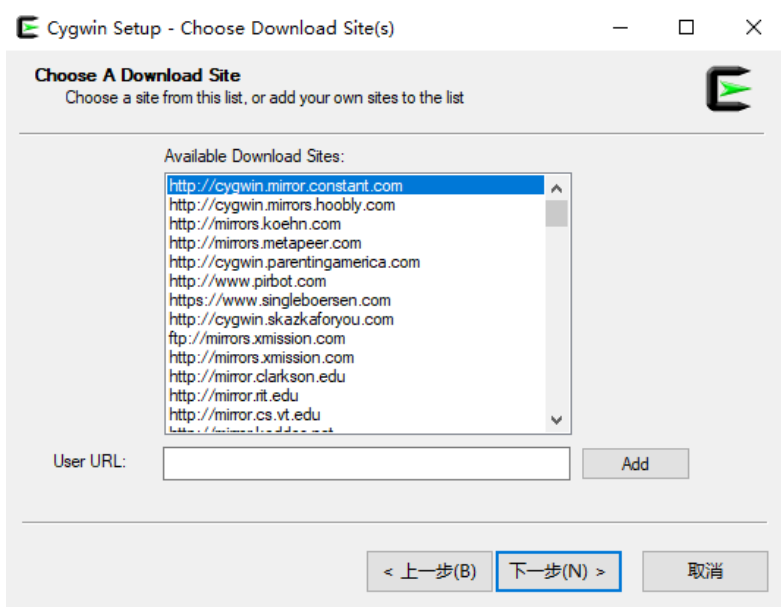 Cygwin Setup - Choose Download Site(s)
Choose A Download Site
Choose a site from this list, or add your own sites to the list
Available Download Sites:
http://cygwin.mirror.constant.com
http://cygwin.mirrors.hoobly.com
http://mirrors.koehn.com
http://mirrors.metapeer.com
http://cygwin.parentingamerica.com
http://www.pirbot.com
https://www.singleboersen.com
http://cygwin.skazkaforyou.com
ftp://mirrors.xmission.com
http://mirrors.xmission.com
http://mirror.clarkson.edu
http://mirror.rit.edu
http://mirror.cs.vt.edu
User URL:
Add
< 上一步(B)
下一步(N) >
取消